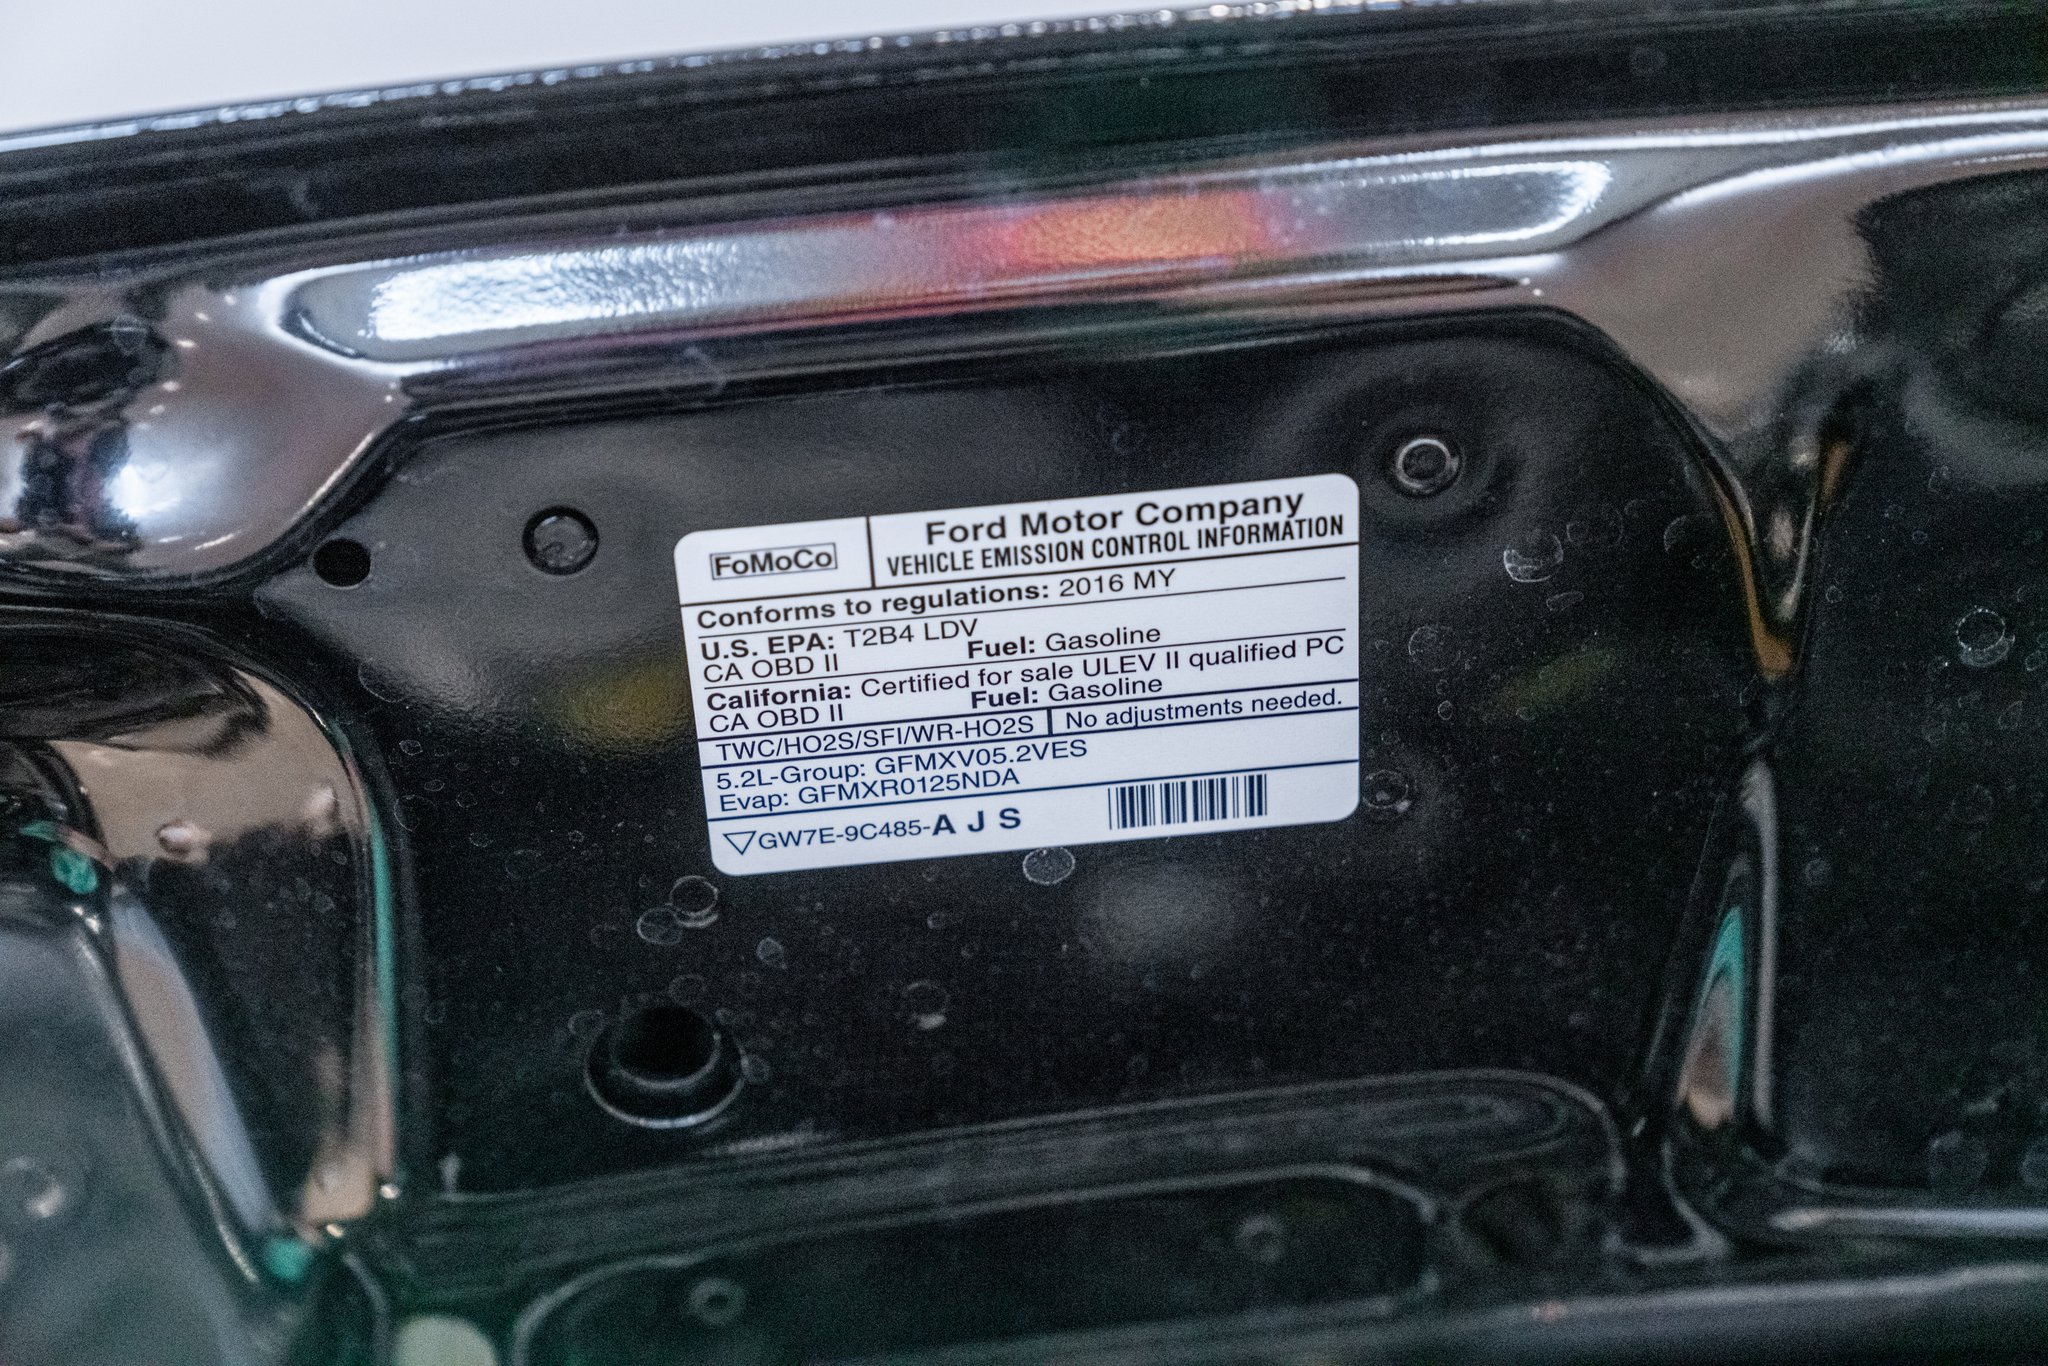 FoMoCo
Ford Motor Company
VEHICLE EMISSION CONTROL INFORMATION
Conforms to regulations: 2016 MY
U.S. EPA: T2B4 LDV
CA OBD II Fuel: Gasoline
California: Certified for sale ULEV II qualified PC
CA OBD II Fuel: Gasoline
TWC/HO2S/SFI/WR-HO2S No adjustments needed.
5.2L-Group: GFMXV05.2VES
Evap: GFMXR0125NDA
GW7E-9C485-A J S